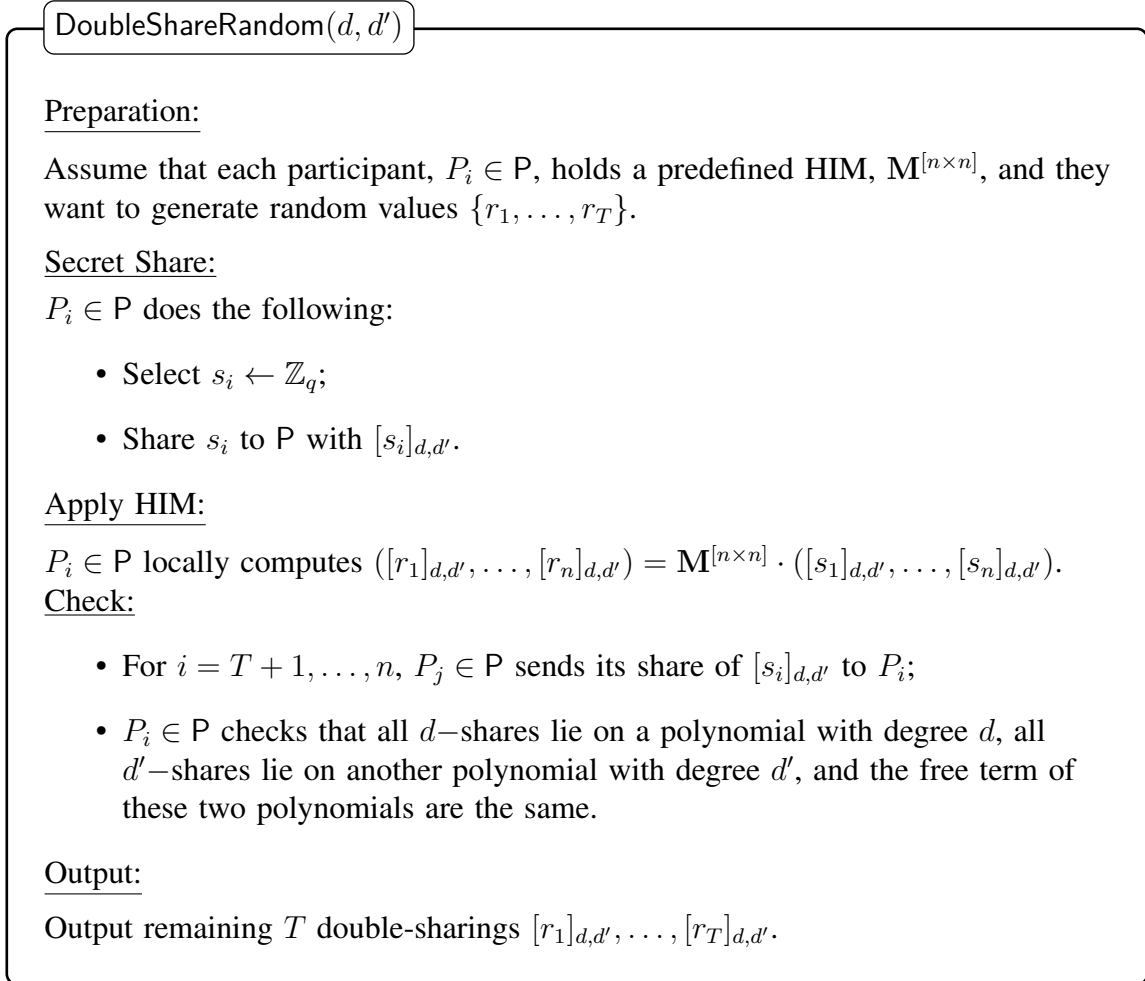 DoubleShareRandom(d, d′)
Preparation:
Assume that each participant, P_i ∈ P, holds a predefined HIM, M^{[n×n]}, and they
want to generate random values {r_1, . . . , r_T}.
Secret Share:
P_i ∈ P does the following:
• Select s_i ← ℤ_q;
• Share s_i to P with [s_i]_{d,d′}.
Apply HIM:
P_i ∈ P locally computes ([r_1]_{d,d′}, . . . , [r_n]_{d,d′}) = M^{[n×n]} · ([s_1]_{d,d′}, . . . , [s_n]_{d,d′}).
Check:
• For i = T + 1, . . . , n, P_j ∈ P sends its share of [s_i]_{d,d′} to P_i;
• P_i ∈ P checks that all d−shares lie on a polynomial with degree d, all
d′−shares lie on another polynomial with degree d′, and the free term of
these two polynomials are the same.
Output:
Output remaining T double-sharings [r_1]_{d,d′}, . . . , [r_T]_{d,d′}.